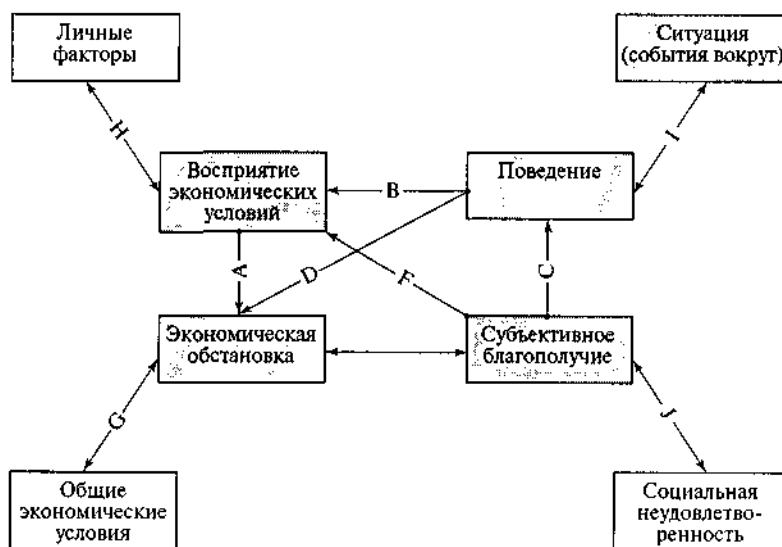 Личные
факторы
Ситуация
(события вокруг)
H
I
Восприятие
экономических
условий
B
Поведение
A
D
F
C
Экономическая
обстановка
Субъективное
благополучие
G
J
Общие
экономические
условия
Социальная
неудовлетво-
ренность